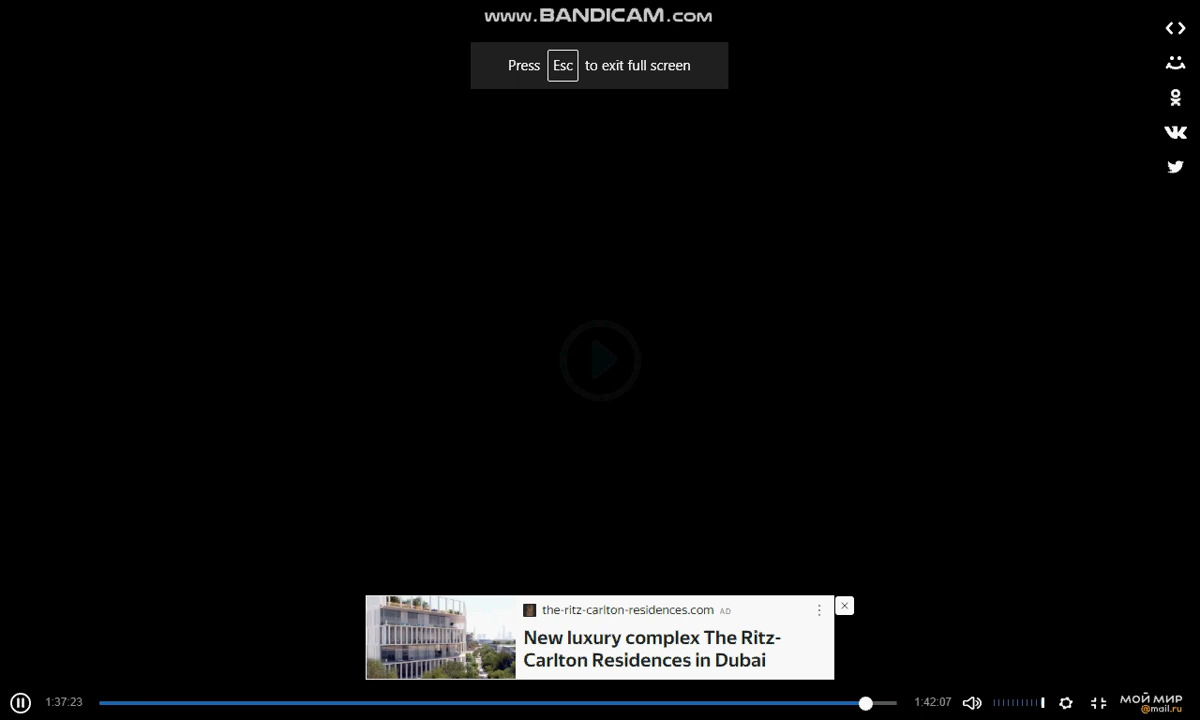 www.BANDICAM.com
Press Esc to exit full screen
the-ritz-carlton-residences.com AD
New luxury complex The Ritz-
Carlton Residences in Dubai
1:37:23
1:42:07
МОЙ МИР
@mail.ru